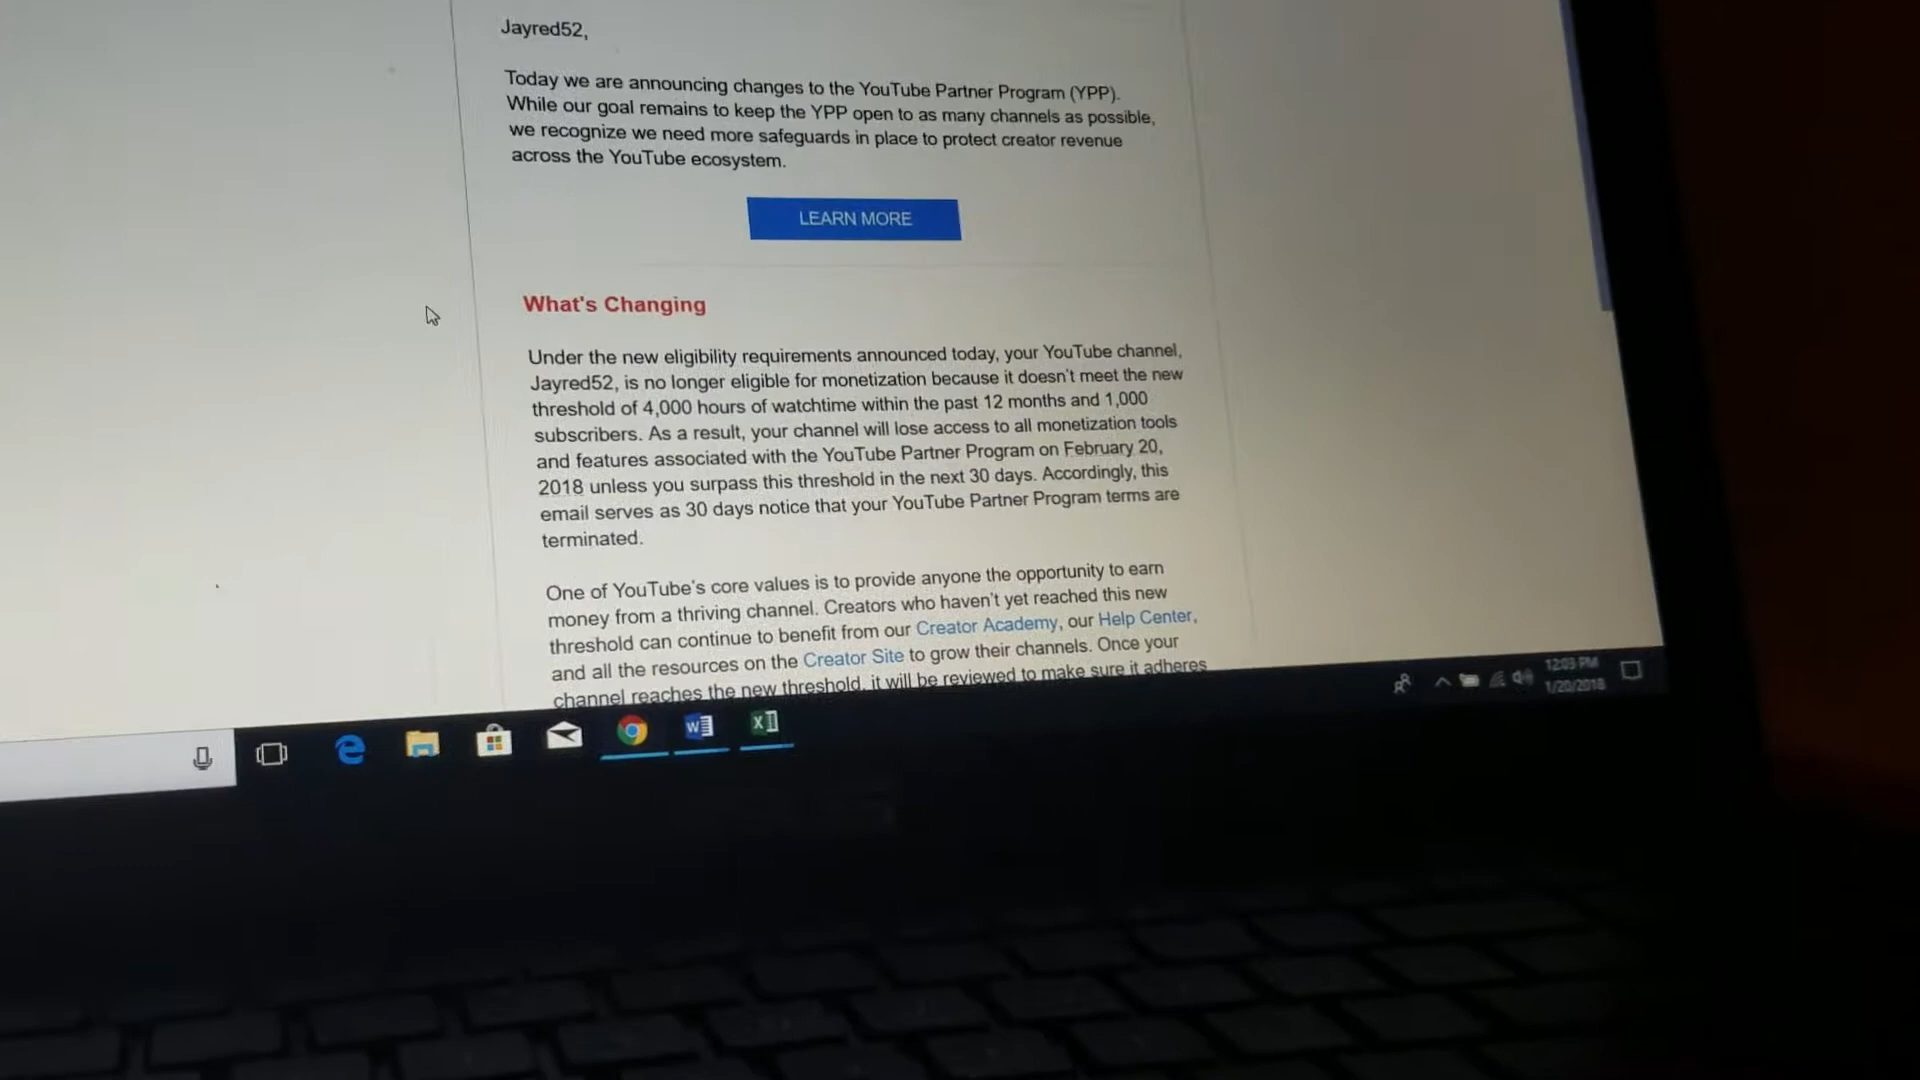 Jayred52,
Today we are announcing changes to the YouTube Partner Program (YPP).
While our goal remains to keep the YPP open to as many channels as possible,
we recognize we need more safeguards in place to protect creator revenue
across the YouTube ecosystem.
LEARN MORE
What's Changing
Under the new eligibility requirements announced today, your YouTube channel,
Jayred52, is no longer eligible for monetization because it doesn't meet the new
threshold of 4,000 hours of watchtime within the past 12 months and 1,000
subscribers. As a result, your channel will lose access to all monetization tools
and features associated with the YouTube Partner Program on February 20,
2018 unless you surpass this threshold in the next 30 days. Accordingly, this
email serves as 30 days notice that your YouTube Partner Program terms are
terminated.
One of YouTube's core values is to provide anyone the opportunity to earn
money from a thriving channel. Creators who haven't yet reached this new
threshold can continue to benefit from our Creator Academy, our Help Center,
and all the resources on the Creator Site to grow their channels. Once your
channel reaches the new threshold, it will be reviewed to make sure it adheres
12:03 PM
1/20/2018